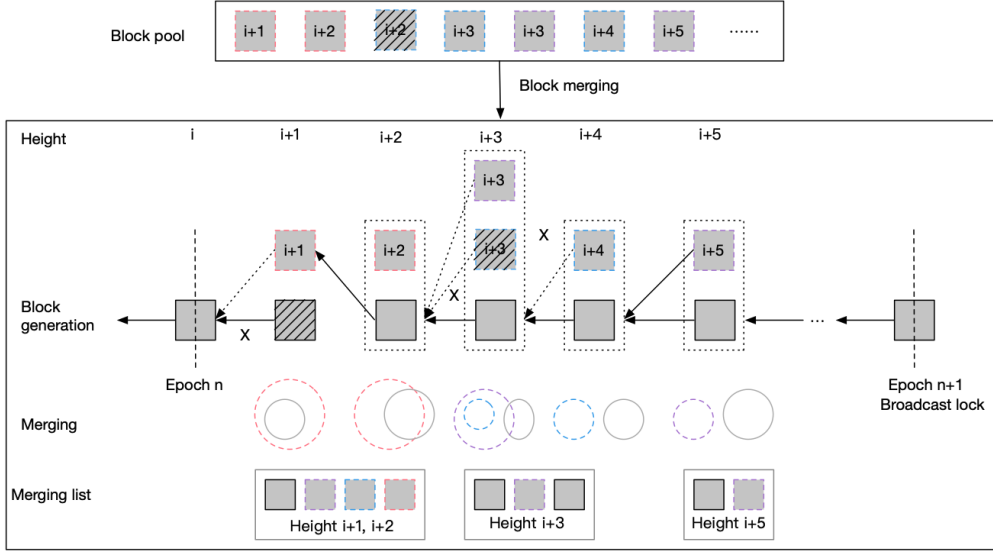 Block pool
i+1 i+2 i+2 i+3 i+3 i+4 i+5 ······
Block merging
Height i i+1 i+2 i+3 i+4 i+5
i+3
i+1 i+2 i+3 X i+4 i+5
Block
generation
X
X
...
Epoch n
Epoch n+1
Broadcast lock
Merging
Merging list
Height i+1, i+2
Height i+3
Height i+5